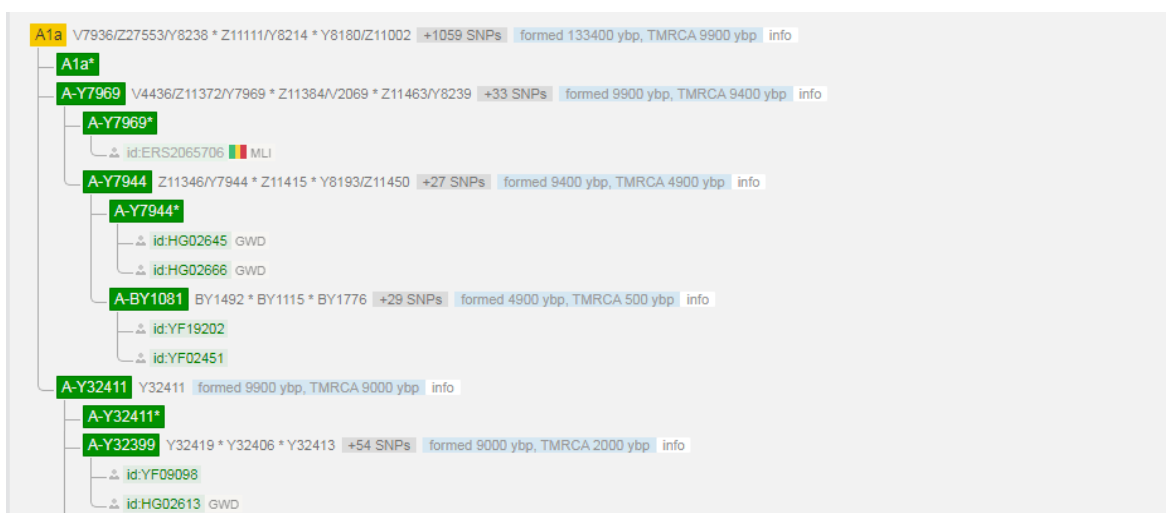 A1a V7936/Z27553/Y8238 * Z11111/Y8214 * Y8180/Z11002 +1059 SNPs formed 133400 ybp, TMRCA 9900 ybp info
A1a*
A-Y7969 V4436/Z11372/Y7969 * Z11384/V2069 * Z11463/Y8239 +33 SNPs formed 9900 ybp, TMRCA 9400 ybp info
A-Y7969*
id:ERS2065706 MLI
A-Y7944 Z11346/Y7944 * Z11415 * Y8193/Z11450 +27 SNPs formed 9400 ybp, TMRCA 4900 ybp info
A-Y7944*
id:HG02645 GWD
id:HG02666 GWD
A-BY1081 BY1492 * BY1115 * BY1776 +29 SNPs formed 4900 ybp, TMRCA 500 ybp info
id:YF19202
id:YF02451
A-Y32411 Y32411 formed 9900 ybp, TMRCA 9000 ybp info
A-Y32411*
A-Y32399 Y32419 * Y32406 * Y32413 +54 SNPs formed 9000 ybp, TMRCA 2000 ybp info
id:YF09098
id:HG02613 GWD